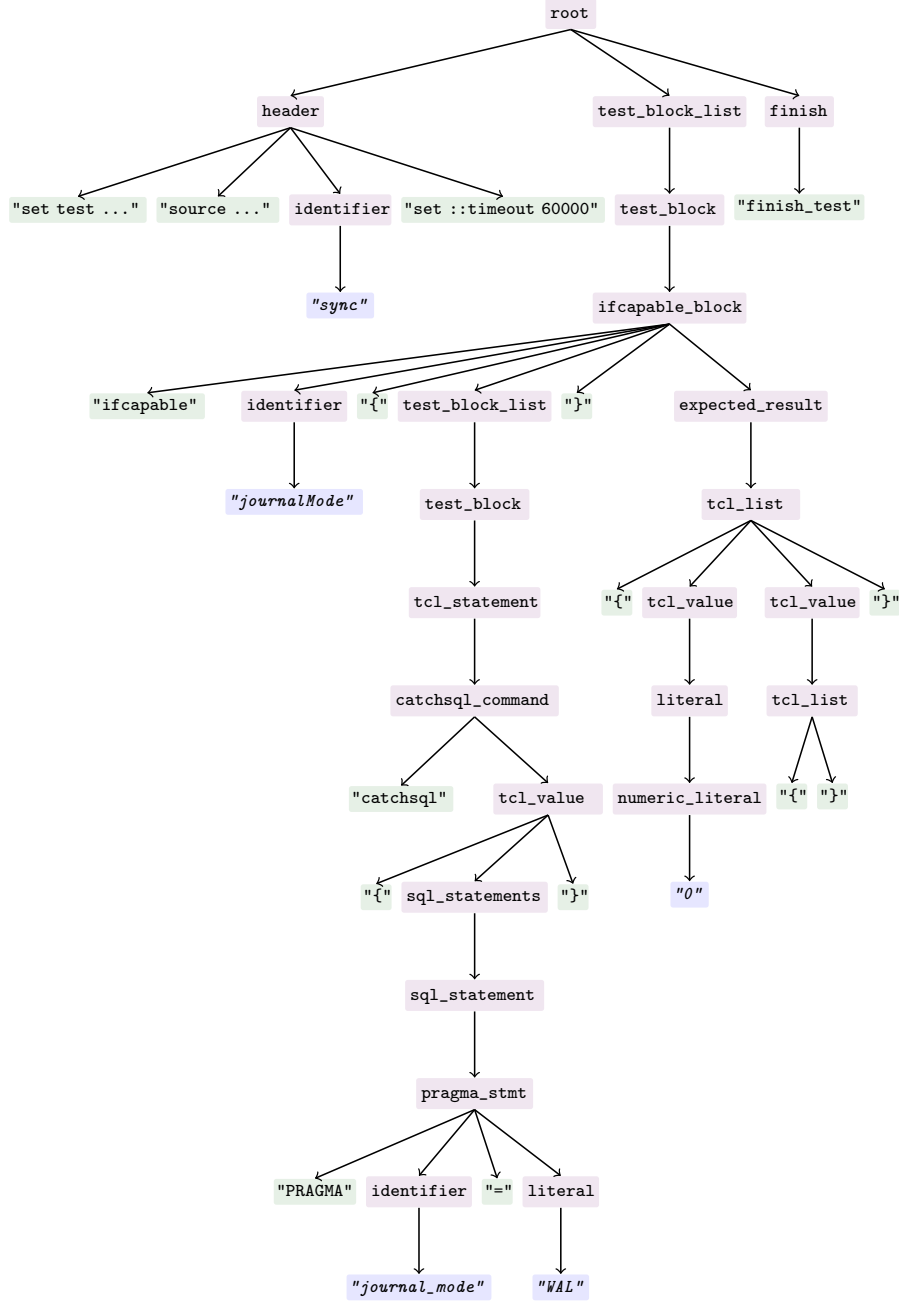 root
header test_block_list finish
"set test ..." "source ..." identifier "set ::timeout 60000" test_block "finish_test"
"sync" ifcapable_block
"ifcapable" identifier "{" test_block_list "}" expected_result
"journalMode" test_block tcl_list
tcl_statement "{" tcl_value tcl_value "}"
catchsql_command literal tcl_list
"catchsql" tcl_value numeric_literal "{" "}"
"{" sql_statements "}" "0"
sql_statement
pragma_stmt
"PRAGMA" identifier "=" literal
"journal_mode" "WAL"